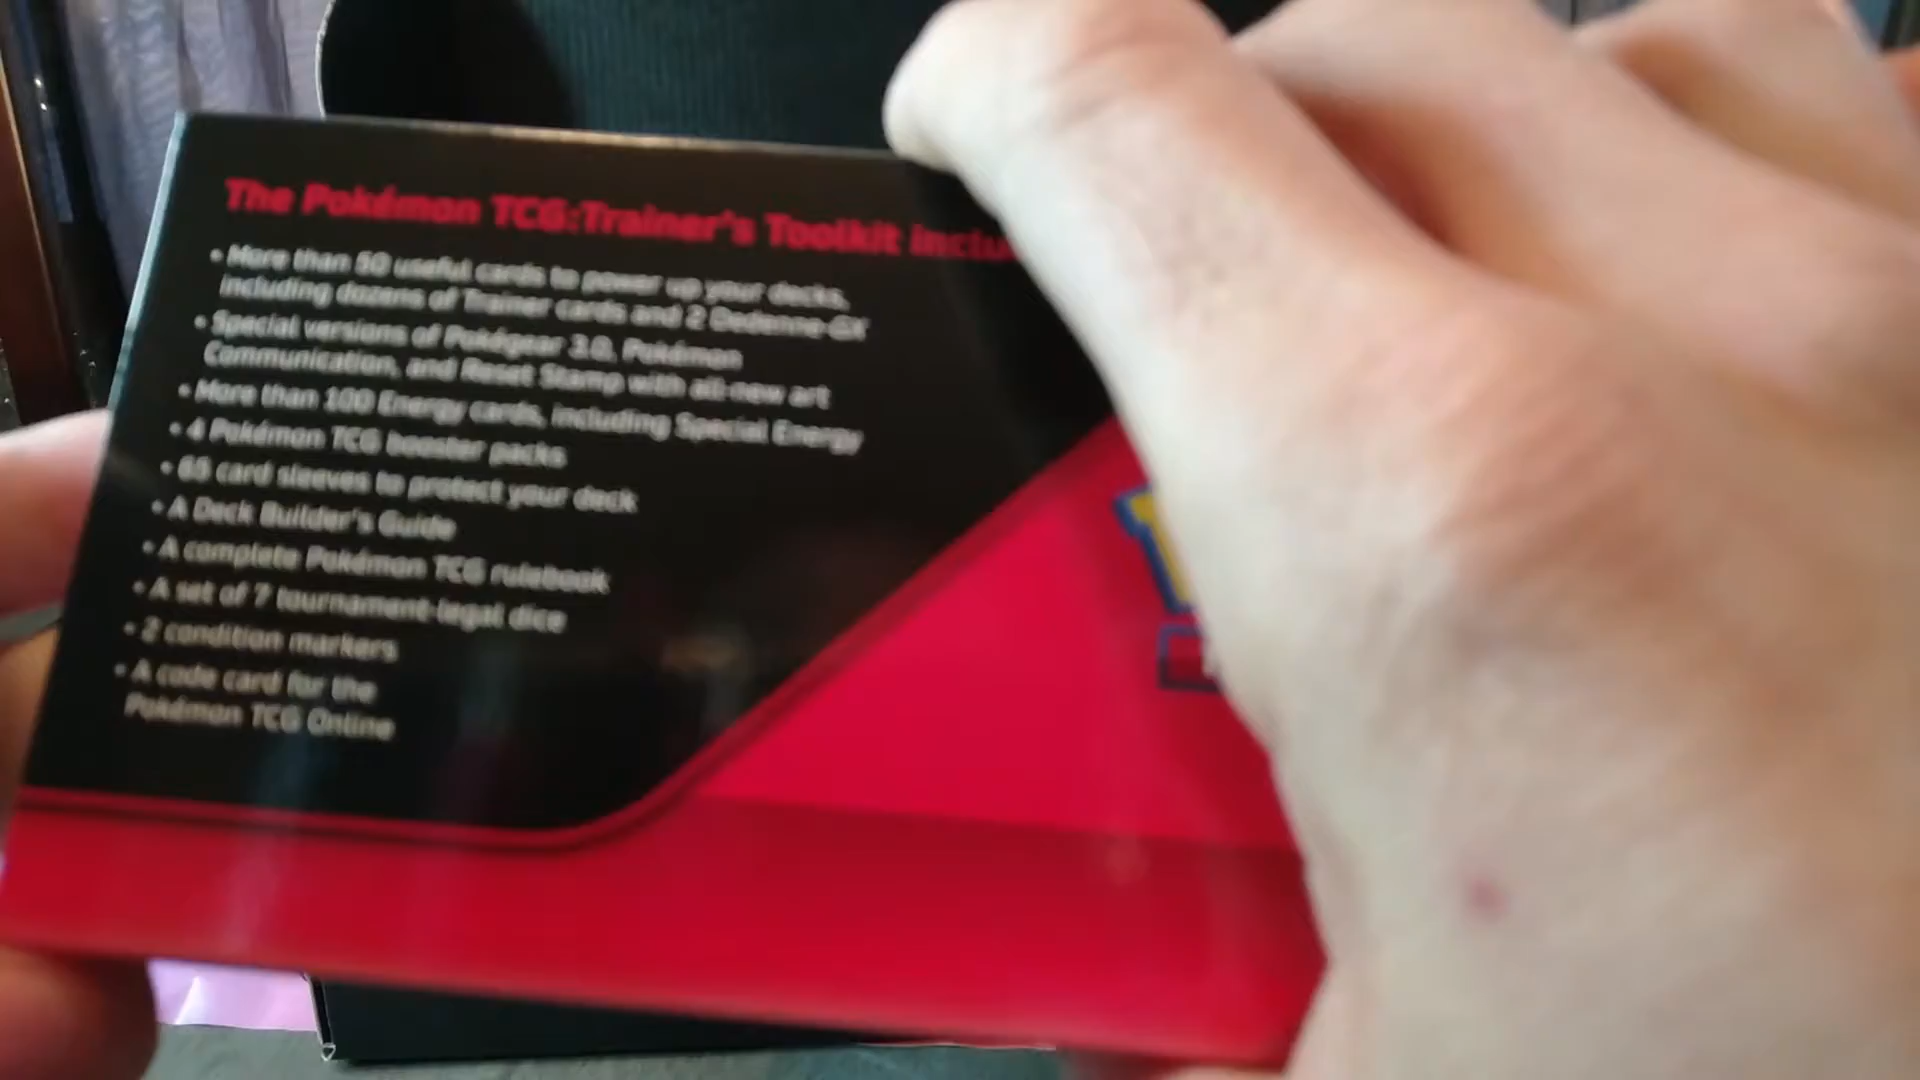 The Pokémon TCG:Trainer's Toolkit inclu
• More than 50 useful cards to power up your decks,
including dozens of Trainer cards and 2 Dedenne-GX
• Special versions of Pokégear 3.0, Pokémon
Communication, and Reset Stamp with all-new art
• More than 100 Energy cards, including Special Energy
• 4 Pokémon TCG booster packs
• 65 card sleeves to protect your deck
• A Deck Builder's Guide
• A complete Pokémon TCG rulebook
• A set of 7 tournament-legal dice
• 2 condition markers
• A code card for the
Pokémon TCG Online